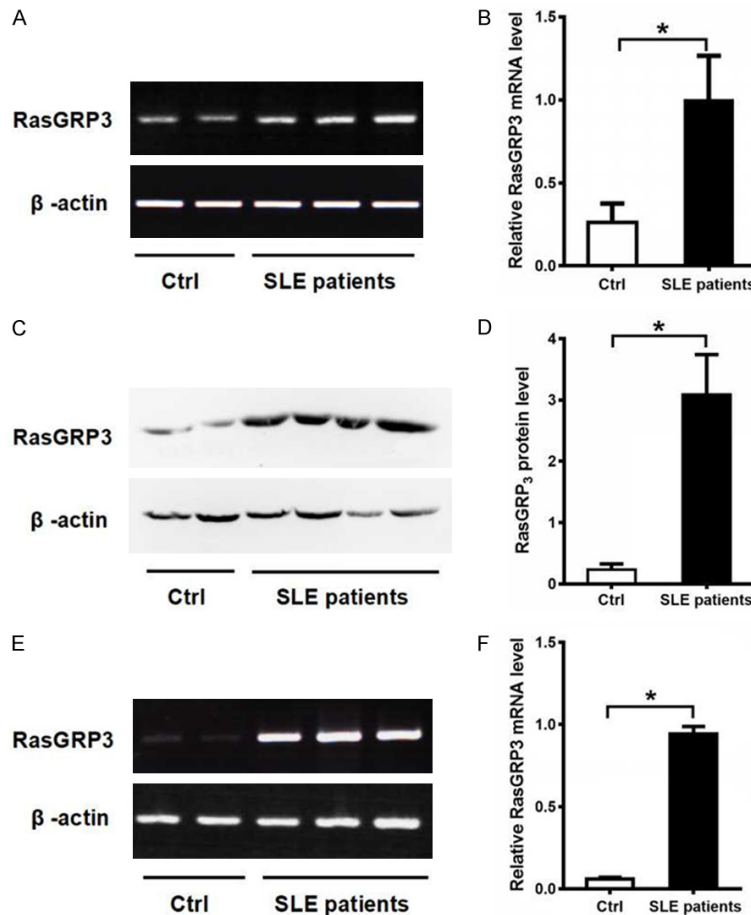 A
RasGRP3
β -actin
Ctrl SLE patients
B
Relative RasGRP3 mRNA level
1.5
1.0
0.5
0.0
*
Ctrl SLE patients
C
RasGRP3
β -actin
Ctrl SLE patients
D
RasGRP₃ protein level
4
3
2
1
0
*
Ctrl SLE patients
E
RasGRP3
β -actin
Ctrl SLE patients
F
Relative RasGRP3 mRNA level
1.5
1.0
0.5
0.0
*
Ctrl SLE patients